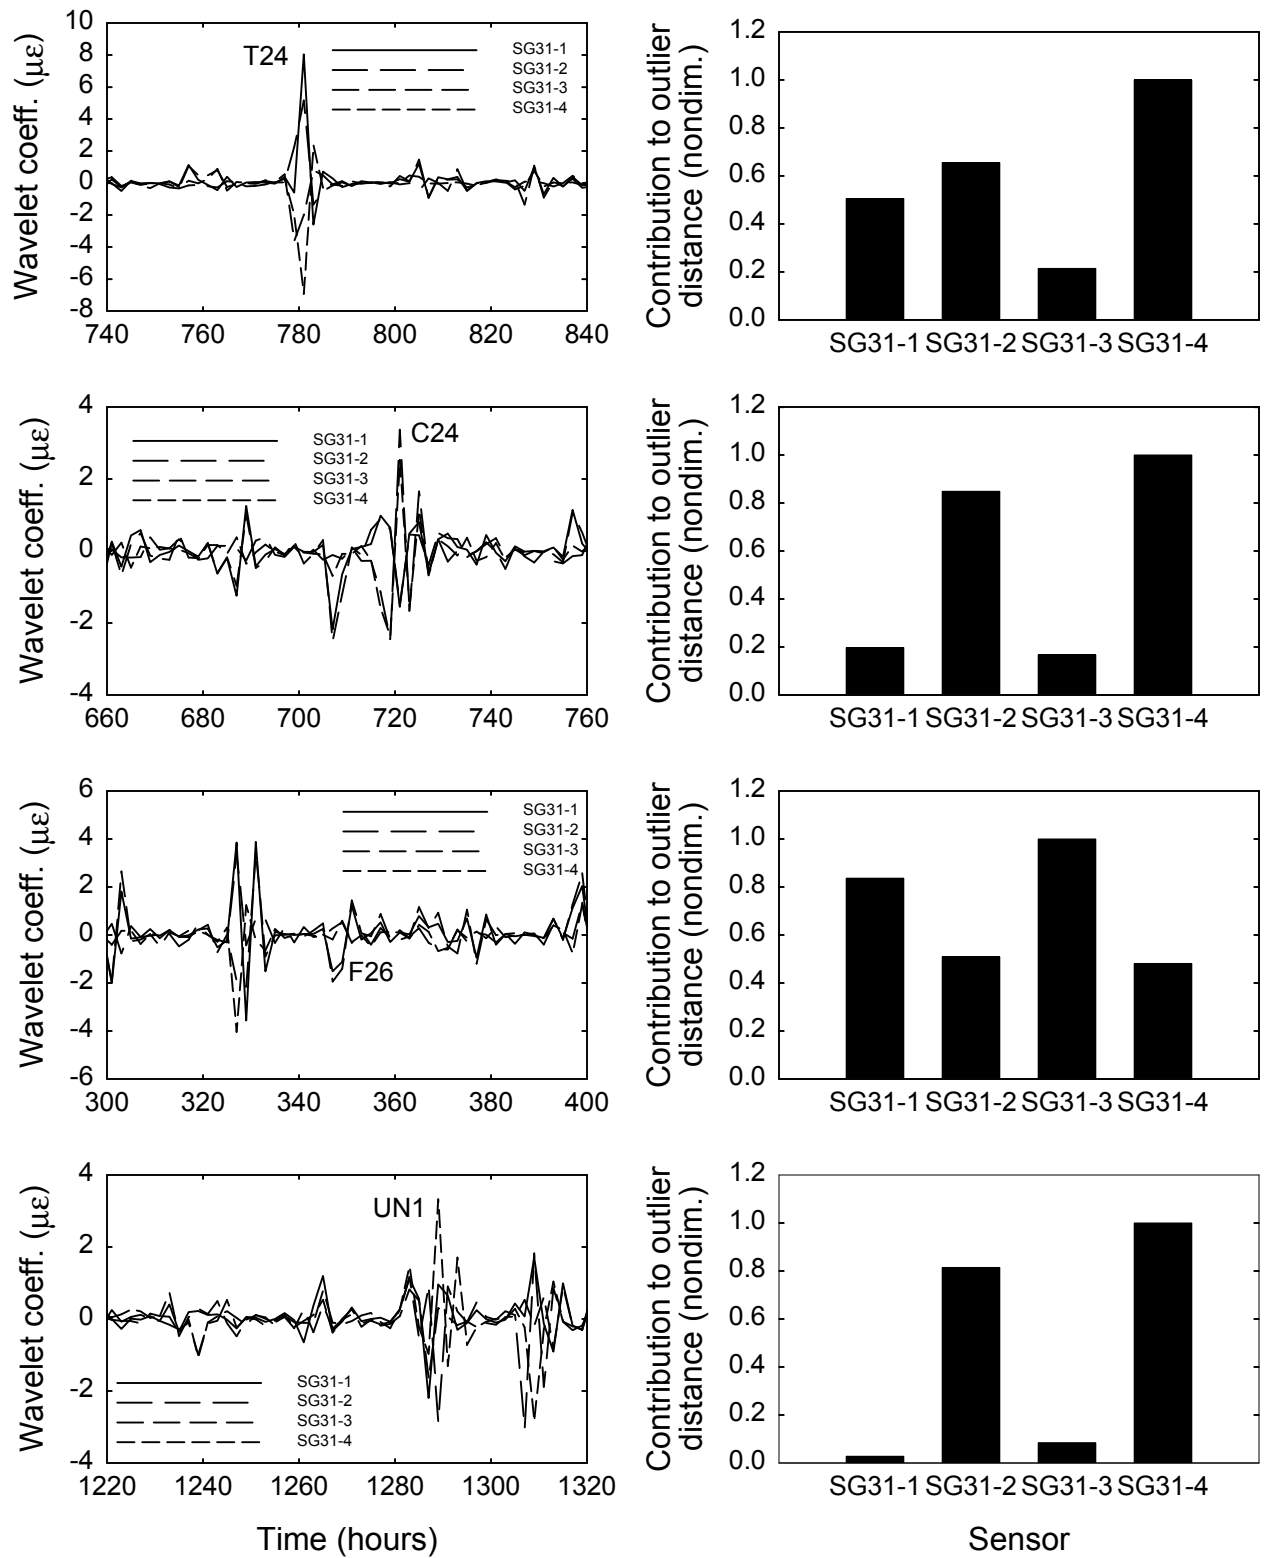 Wavelet coeff. (με)
10
8
6
4
2
0
-2
-4
-6
-8
T24
SG31-1
SG31-2
SG31-3
SG31-4
740 760 780 800 820 840
Contribution to outlier
distance (nondim.)
1.2
1.0
0.8
0.6
0.4
0.2
0.0
SG31-1 SG31-2 SG31-3 SG31-4
Wavelet coeff. (με)
4
2
0
-2
-4
C24
SG31-1
SG31-2
SG31-3
SG31-4
660 680 700 720 740 760
Contribution to outlier
distance (nondim.)
1.2
1.0
0.8
0.6
0.4
0.2
0.0
SG31-1 SG31-2 SG31-3 SG31-4
Wavelet coeff. (με)
6
4
2
0
-2
-4
-6
SG31-1
SG31-2
SG31-3
SG31-4
F26
300 320 340 360 380 400
Contribution to outlier
distance (nondim.)
1.2
1.0
0.8
0.6
0.4
0.2
0.0
SG31-1 SG31-2 SG31-3 SG31-4
Wavelet coeff. (με)
4
2
0
-2
-4
UN1
SG31-1
SG31-2
SG31-3
SG31-4
1220 1240 1260 1280 1300 1320
Time (hours)
Contribution to outlier
distance (nondim.)
1.2
1.0
0.8
0.6
0.4
0.2
0.0
SG31-1 SG31-2 SG31-3 SG31-4
Sensor